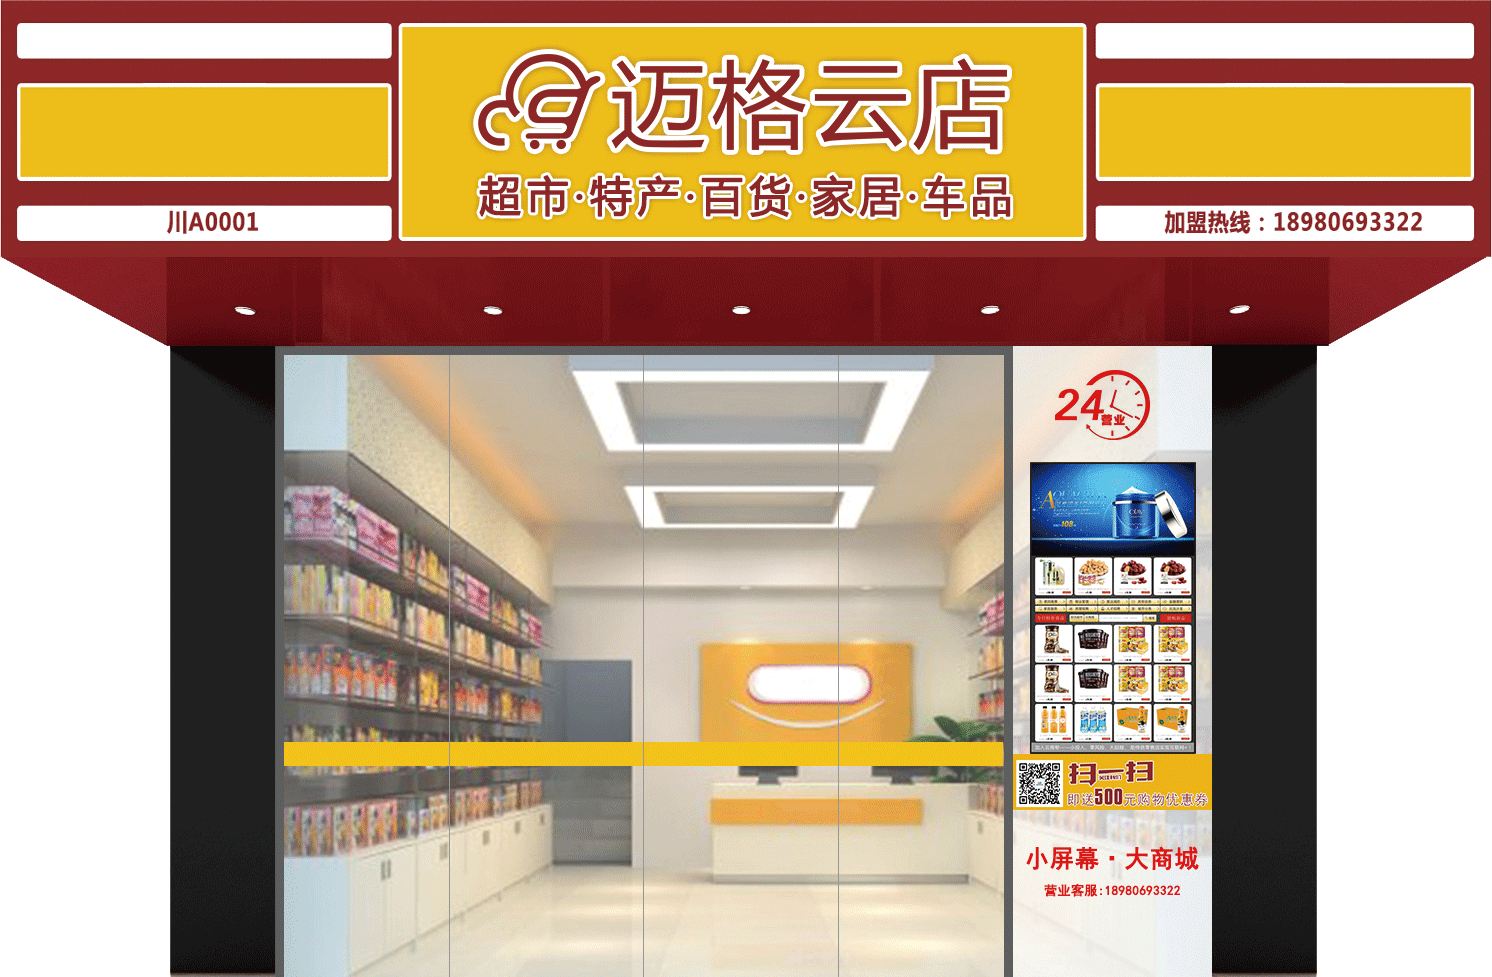 迈格云店
超市·特产·百货·家居·车品
川A0001
加盟热线：18980693322
24
营业
108
扫一扫
即送500元购物优惠券
小屏幕·大商城
营业客服:18980693322